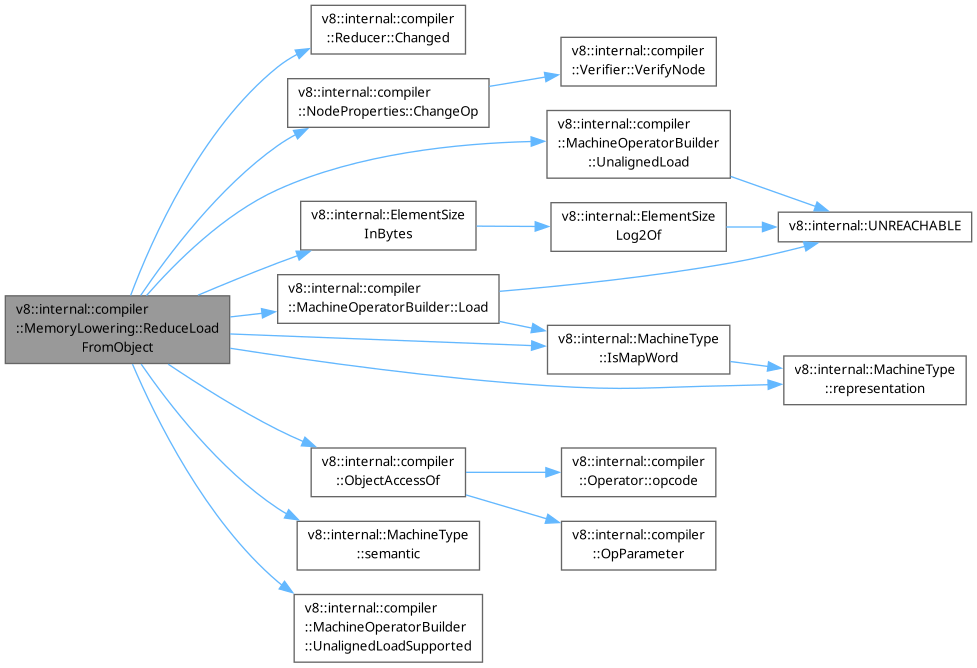 v8::internal::compiler
::MemoryLowering::ReduceLoad
FromObject
v8::internal::compiler
::Reducer::Changed
v8::internal::compiler
::NodeProperties::ChangeOp
v8::internal::compiler
::Verifier::VerifyNode
v8::internal::compiler
::MachineOperatorBuilder
::UnalignedLoad
v8::internal::ElementSize
InBytes
v8::internal::ElementSize
Log2Of
v8::internal::UNREACHABLE
v8::internal::compiler
::MachineOperatorBuilder::Load
v8::internal::MachineType
::IsMapWord
v8::internal::MachineType
::representation
v8::internal::compiler
::ObjectAccessOf
v8::internal::compiler
::Operator::opcode
v8::internal::compiler
::OpParameter
v8::internal::MachineType
::semantic
v8::internal::compiler
::MachineOperatorBuilder
::UnalignedLoadSupported